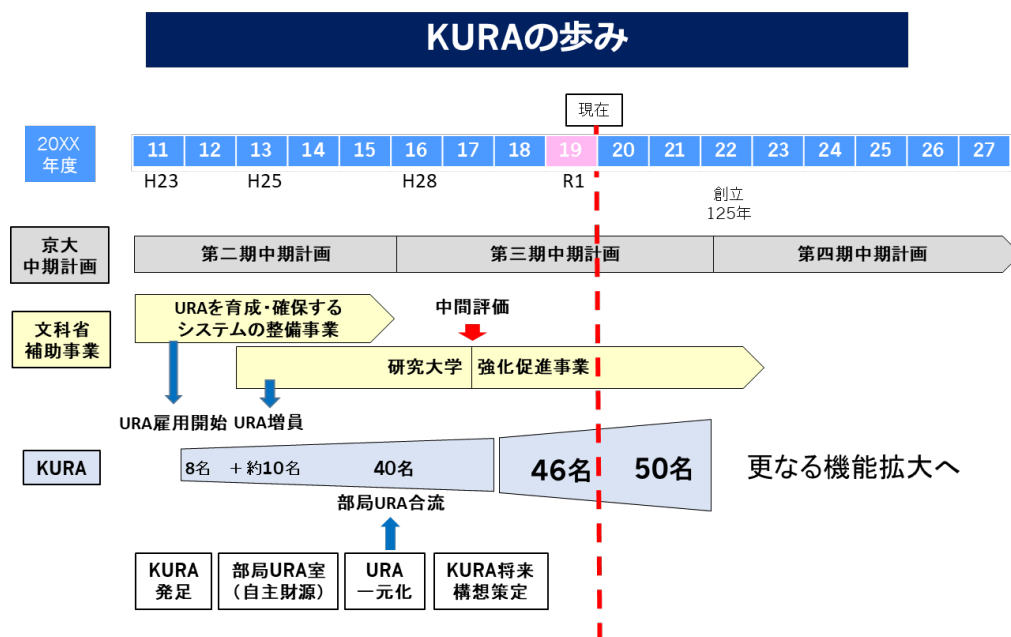 KURAの歩み
現在
20XX
年度
11 12 13 14 15 16 17 18 19 20 21 22 23 24 25 26 27
H23 H25 H28 R1
創立
125年
京大
中期計画
第二期中期計画 第三期中期計画 第四期中期計画
文科省
補助事業
URAを育成・確保する
システムの整備事業
中間評価
研究大学 強化促進事業
URA雇用開始 URA増員
KURA
8名 +約10名 40名 46名 50名 更なる機能拡大へ
部局URA合流
KURA
発足
部局URA室
(自主財源)
URA
一元化
KURA将来
構想策定